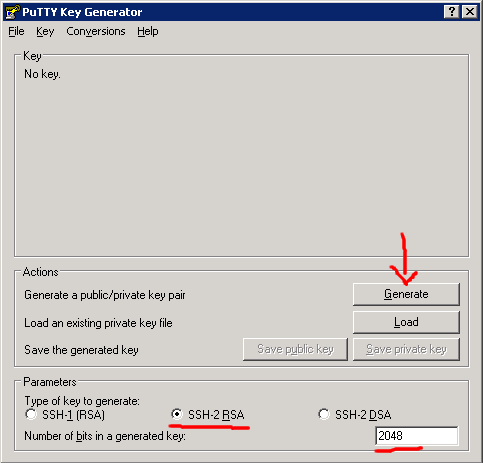 PuTTY Key Generator
File Key Conversions Help
Key
No key.
Actions
Generate a public/private key pair Generate
Load an existing private key file Load
Save the generated key Save public key Save private key
Parameters
Type of key to generate:
SSH-1 (RSA) SSH-2 RSA SSH-2 DSA
Number of bits in a generated key: 2048